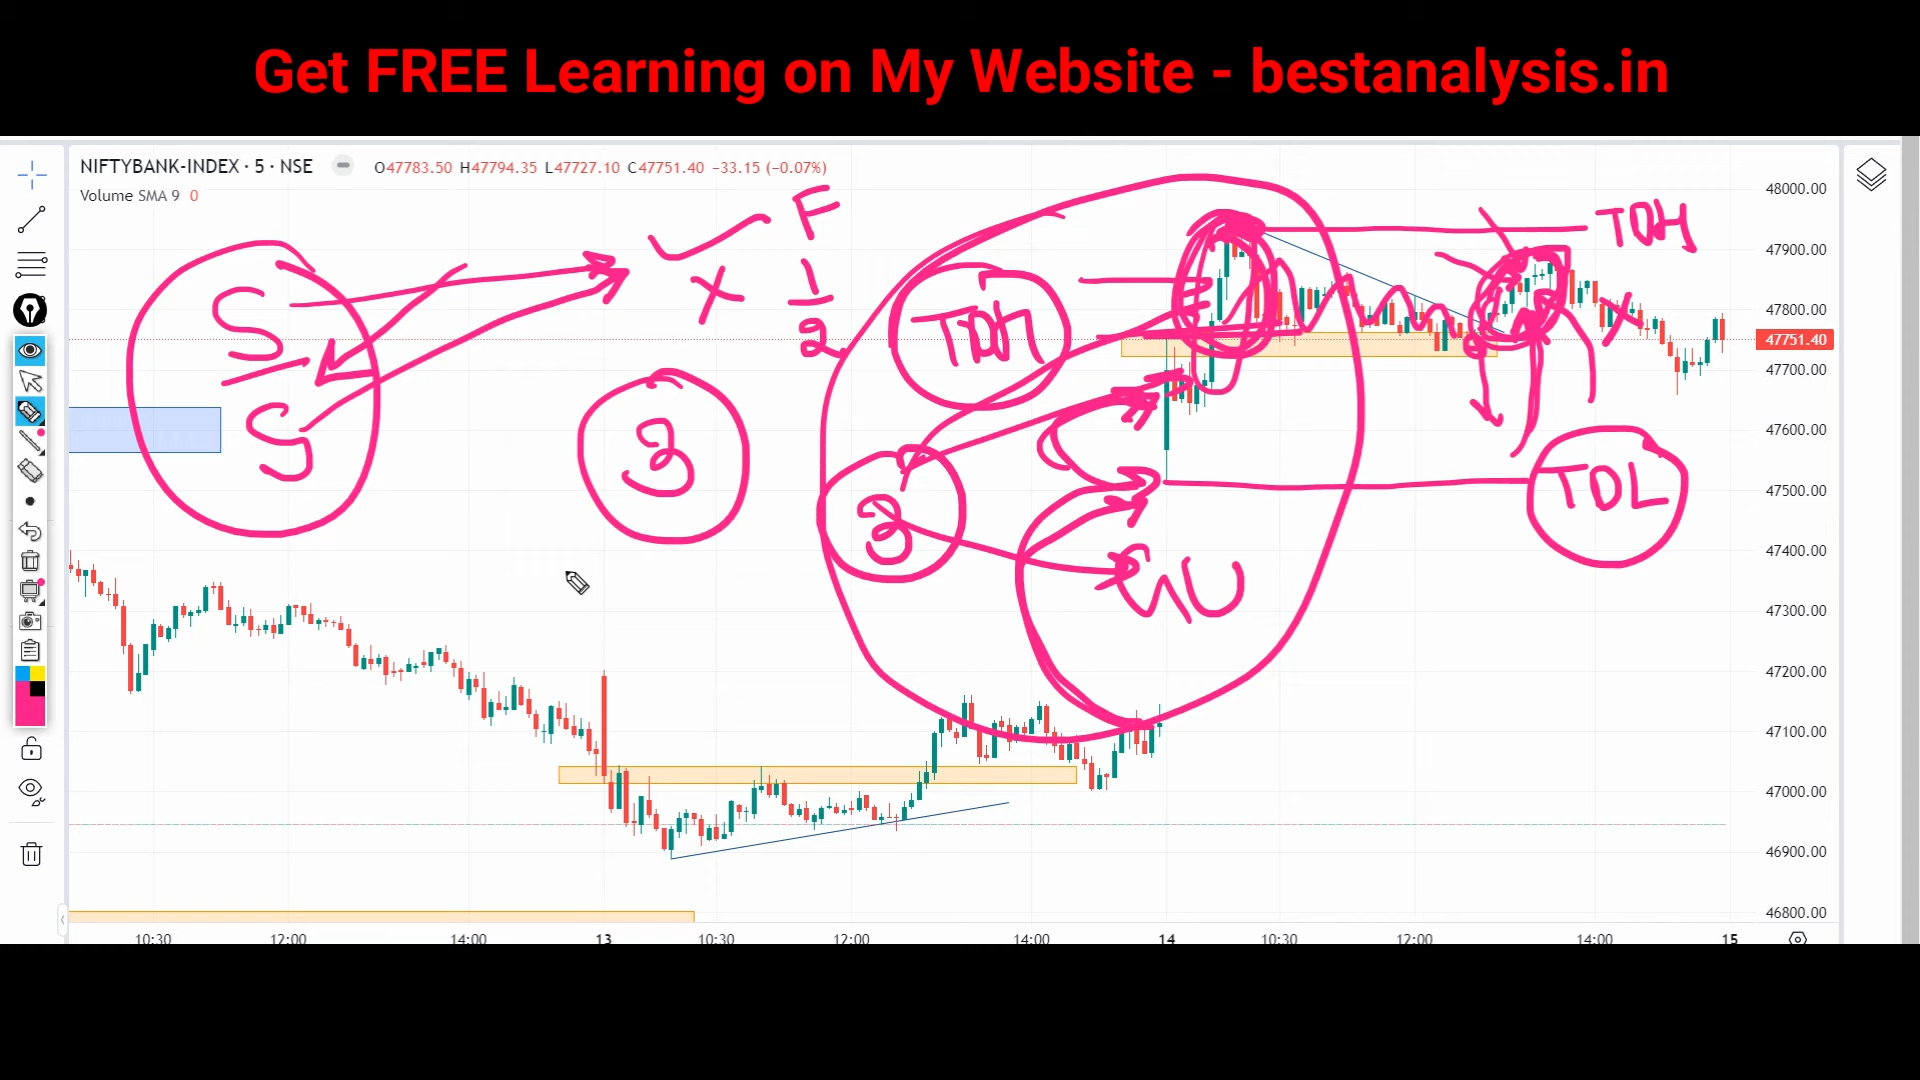 Get FREE Learning on My Website - bestanalysis.in
NIFTYBANK-INDEX · 5 · NSE
O47783.50 H47794.35 L47727.10 C47751.40 −33.15 (−0.07%)
Volume SMA 9 0
48000.00
47900.00
47800.00
47751.40
47700.00
47600.00
47500.00
47400.00
47300.00
47200.00
47100.00
47000.00
46900.00
46800.00
F
X
1
2
S
S
3
TDH
3
GU
TDH
X
TDL
10:30 12:00 14:00 13 10:30 12:00 14:00 14 10:30 12:00 14:00 15